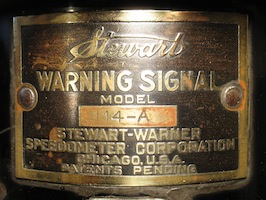 Stewart
WARNING SIGNAL
MODEL
114-A
STEWART-WARNER
SPEEDOMETER CORPORATION
CHICAGO, U.S.A.
PATENTS PENDING